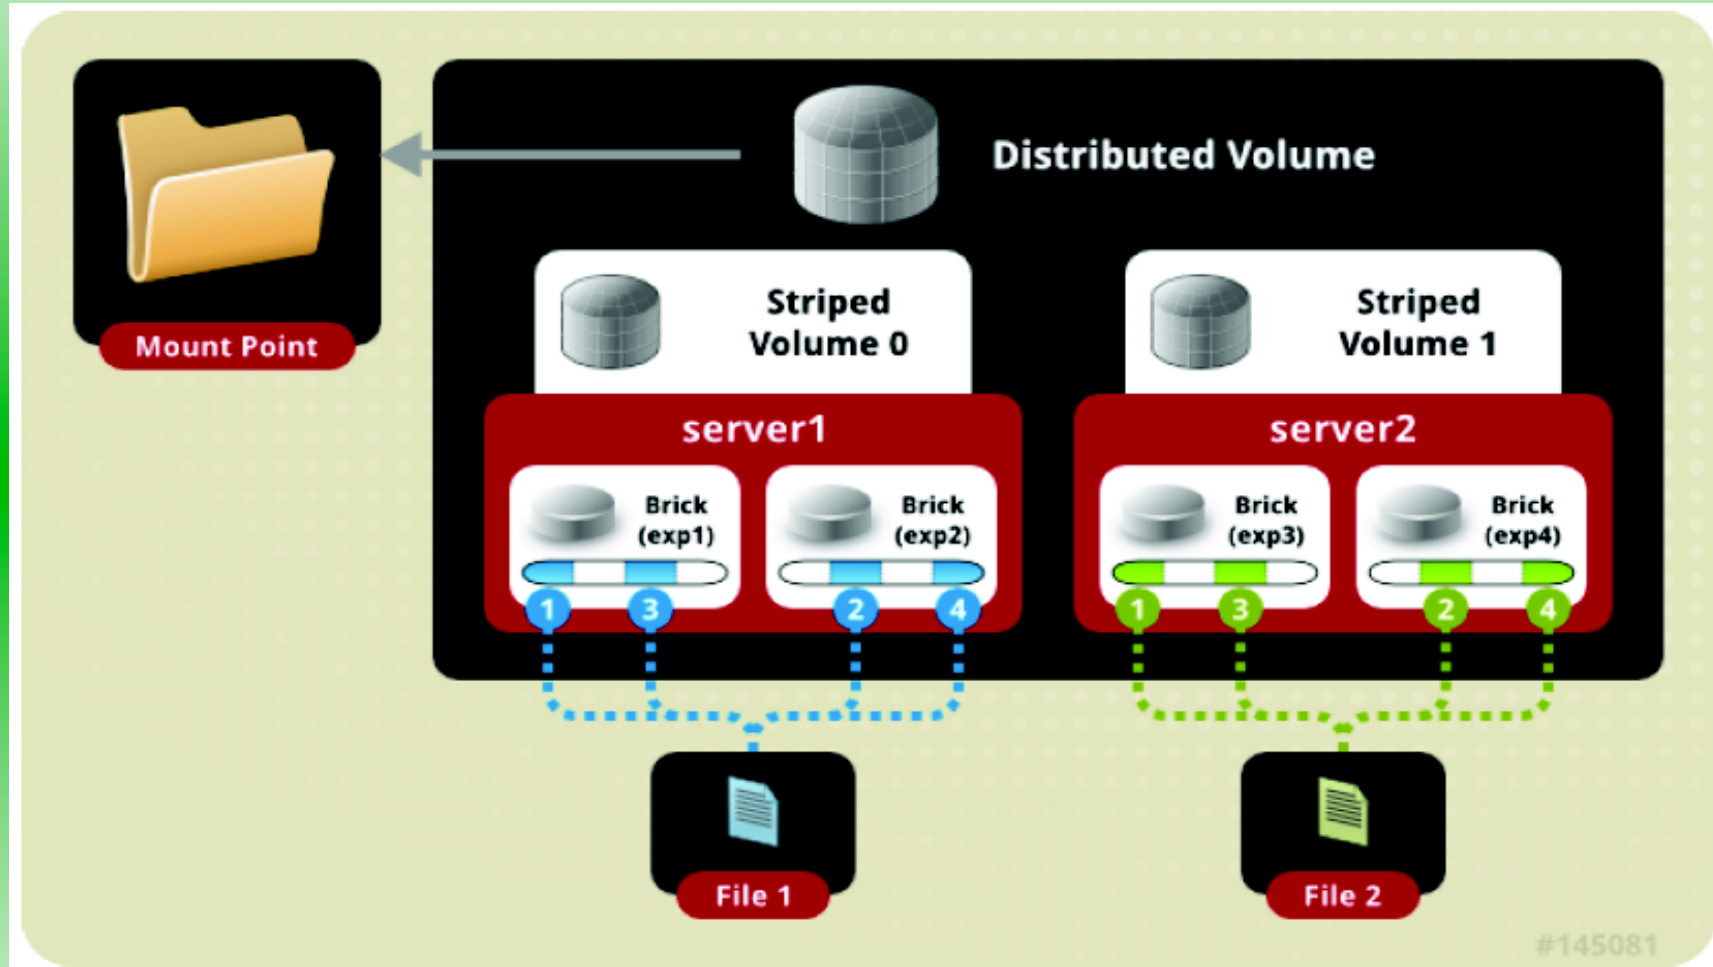 Distributed Volume
Mount Point
Striped
Volume 0
Striped
Volume 1
server1
server2
Brick
(exp1)
Brick
(exp2)
Brick
(exp3)
Brick
(exp4)
1
3
2
4
1
3
2
4
File 1
File 2
#145081